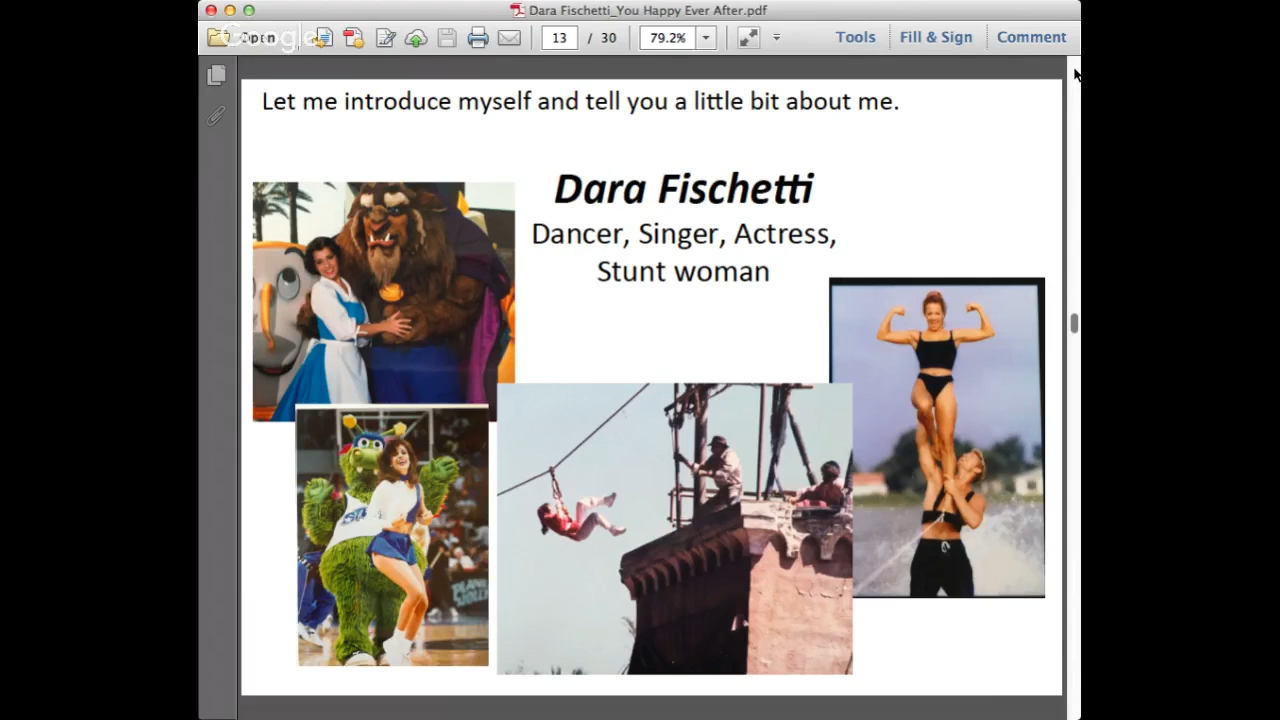 Dara Fischetti_You Happy Ever After.pdf
Google
Open
13 / 30
79.2%
Tools
Fill & Sign
Comment
Let me introduce myself and tell you a little bit about me.
Dara Fischetti
Dancer, Singer, Actress,
Stunt woman